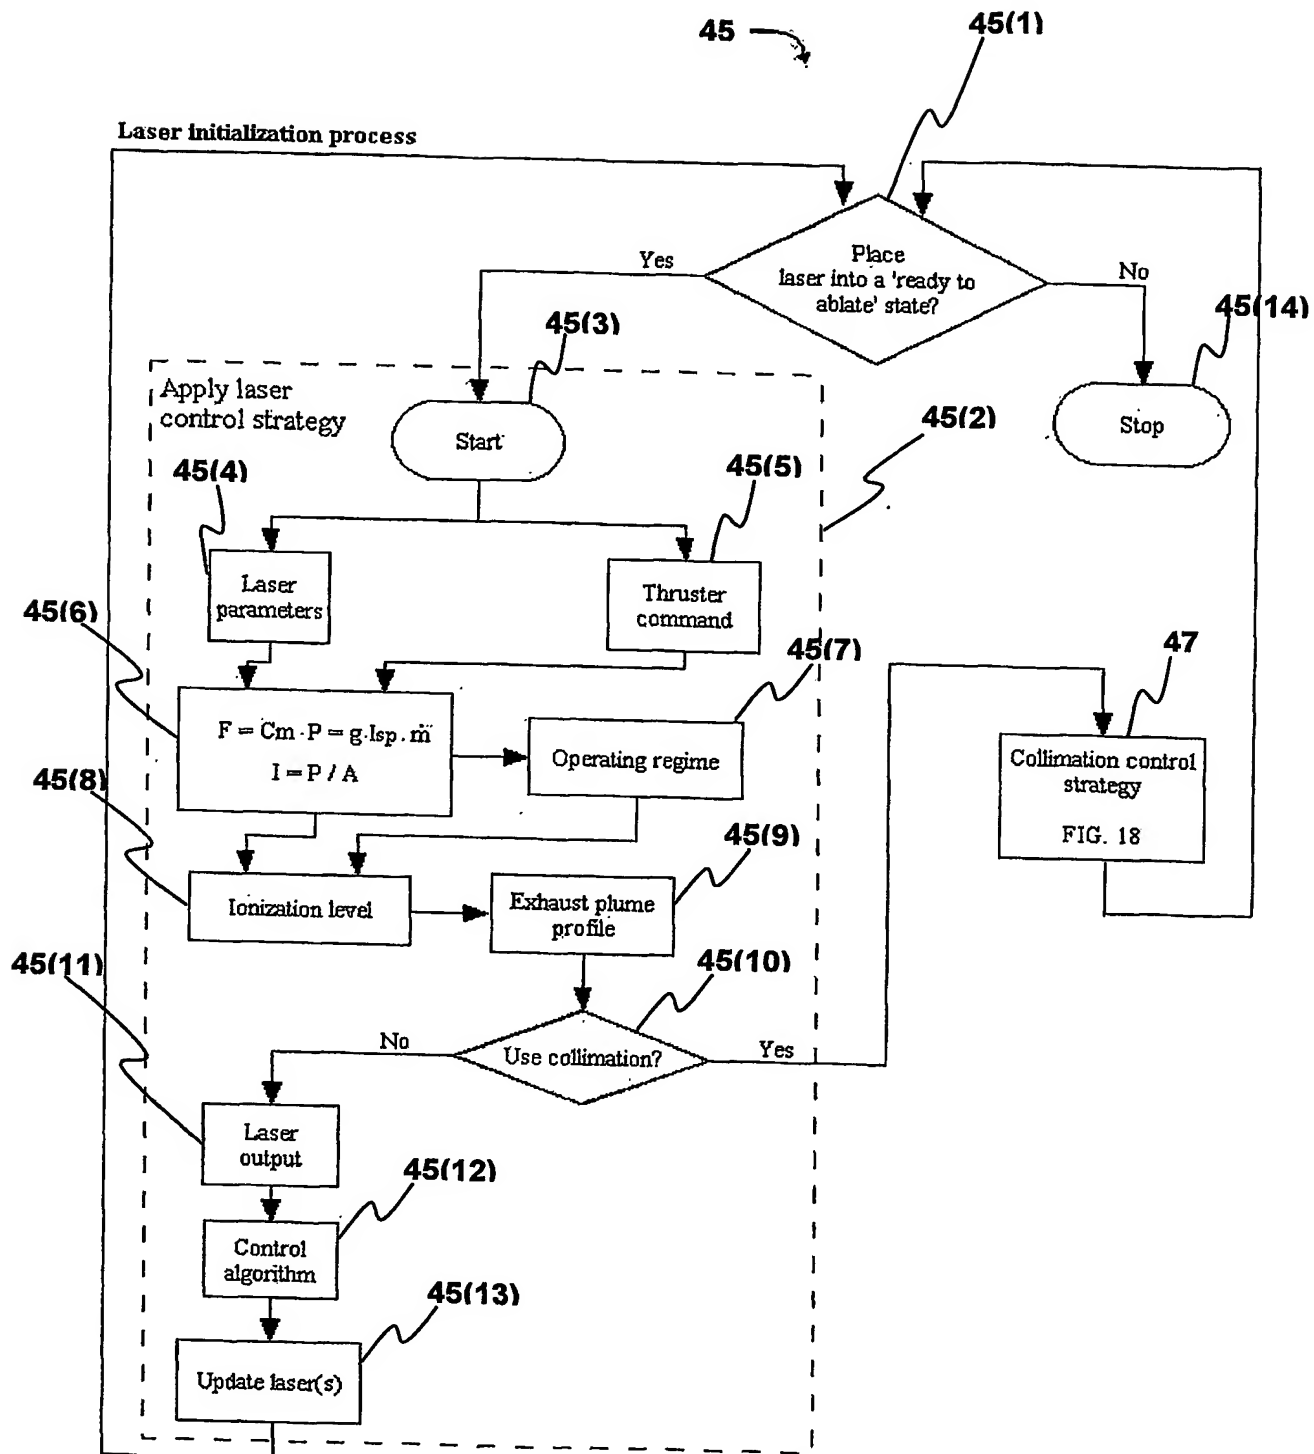 45
45(1)
Laser initialization process
Place
laser into a 'ready to
ablate' state?
Yes
No
45(14)
Stop
45(3)
Apply laser
control strategy
Start
45(2)
45(4)
45(5)
Laser
parameters
Thruster
command
45(6)
45(7)
47
F = Cm · P = g·Isp·ṁ
I = P / A
Operating regime
Collimation control
strategy
FIG. 18
45(8)
45(9)
Ionization level
Exhaust plume
profile
45(11)
45(10)
No
Use collimation?
Yes
Laser
output
45(12)
Control
algorithm
45(13)
Update laser(s)